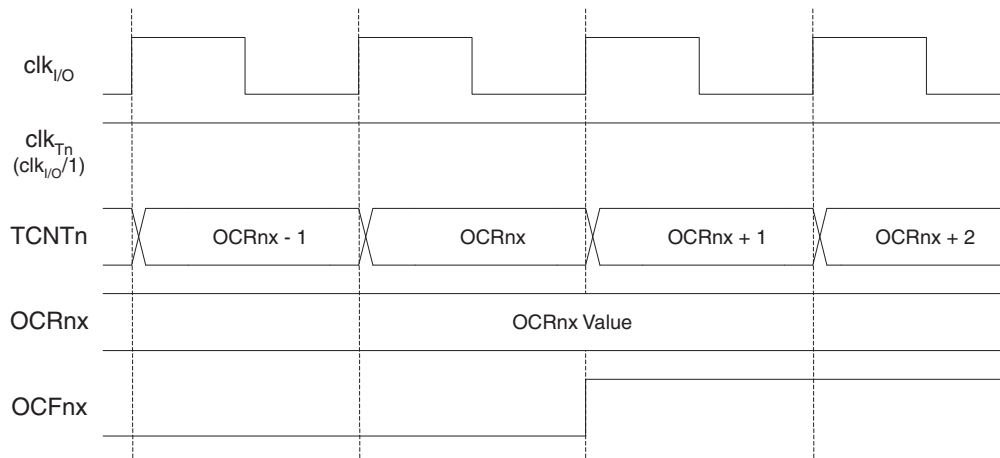 clkI/O
clkTn
(clkI/O/1)
TCNTn
OCRnx - 1
OCRnx
OCRnx + 1
OCRnx + 2
OCRnx
OCRnx Value
OCFnx